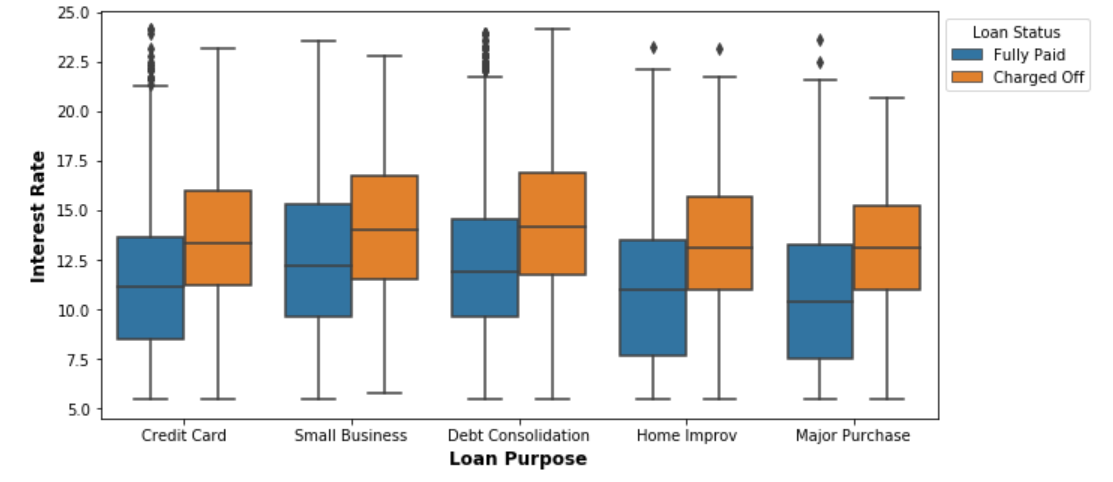 25.0
22.5
20.0
17.5
15.0
12.5
10.0
7.5
5.0
Interest Rate
Credit Card
Small Business
Debt Consolidation
Home Improv
Major Purchase
Loan Purpose
Loan Status
Fully Paid
Charged Off